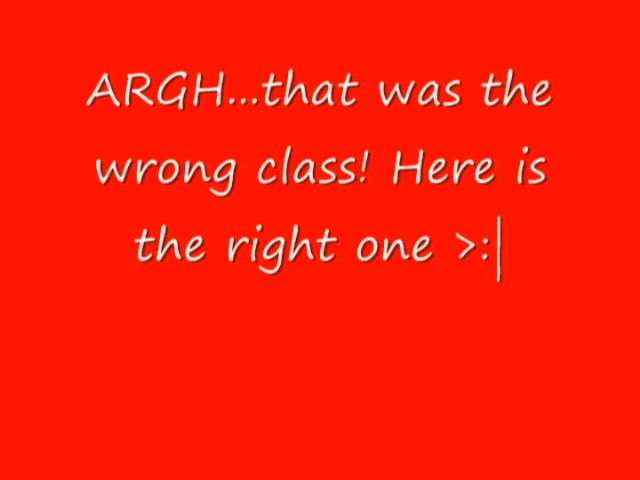 ARGH...that was the
wrong class! Here is
the right one >:|